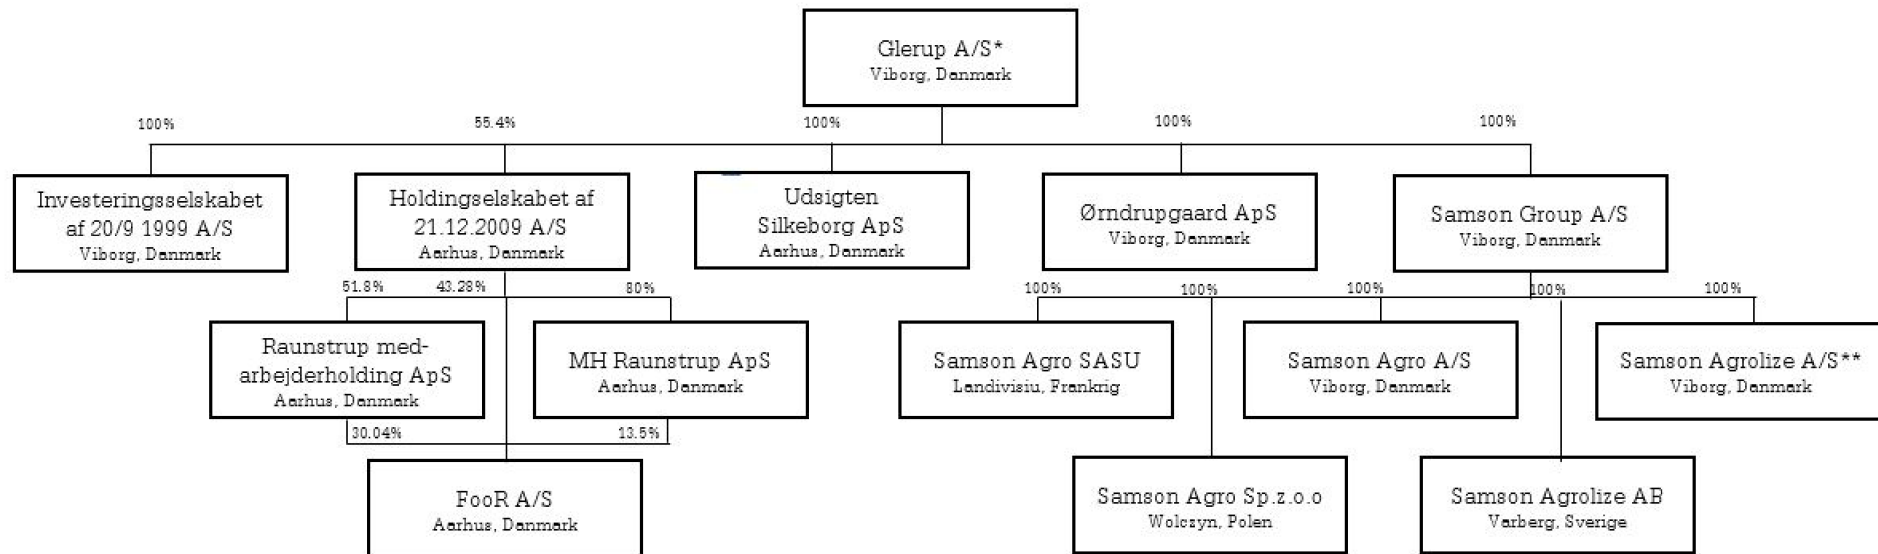 Glerup A/S*
Viborg, Danmark
100%
55.4%
100%
100%
100%
Investeringsselskabet
af 20/9 1999 A/S
Viborg, Danmark
Holdingselskabet af
21.12.2009 A/S
Aarhus, Danmark
Udsigten
Silkeborg ApS
Aarhus, Danmark
Ørndrupgaard ApS
Viborg, Danmark
Samson Group A/S
Viborg, Danmark
51.8%
43.28%
80%
100%
100%
100%
100%
100%
Raunstrup med-
arbejderholding ApS
Aarhus, Danmark
MH Raunstrup ApS
Aarhus, Danmark
Samson Agro SASU
Landivisiu, Frankrig
Samson Agro A/S
Viborg, Danmark
Samson Agrolize A/S**
Viborg, Danmark
30.04%
13.5%
FooR A/S
Aarhus, Danmark
Samson Agro Sp.z.o.o
Wolczyn, Polen
Samson Agrolize AB
Varberg, Sverige